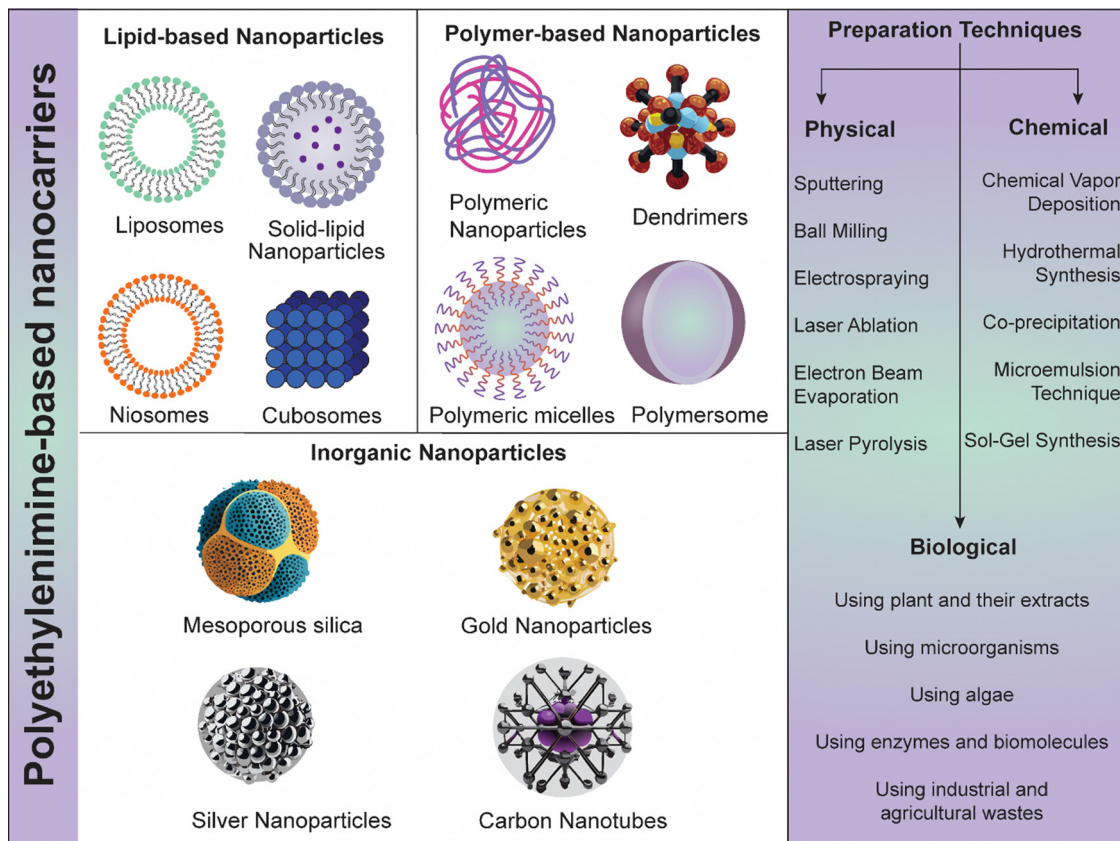 Polyethylenimine-based nanocarriers
Lipid-based Nanoparticles
Liposomes
Solid-lipid
Nanoparticles
Niosomes
Cubosomes
Polymer-based Nanoparticles
Polymeric
Nanoparticles
Dendrimers
Polymeric micelles
Polymersome
Inorganic Nanoparticles
Mesoporous silica
Gold Nanoparticles
Silver Nanoparticles
Carbon Nanotubes
Preparation Techniques
Physical
Sputtering
Ball Milling
Electrospraying
Laser Ablation
Electron Beam
Evaporation
Laser Pyrolysis
Chemical
Chemical Vapor
Deposition
Hydrothermal
Synthesis
Co-precipitation
Microemulsion
Technique
Sol-Gel Synthesis
Biological
Using plant and their extracts
Using microorganisms
Using algae
Using enzymes and biomolecules
Using industrial and
agricultural wastes